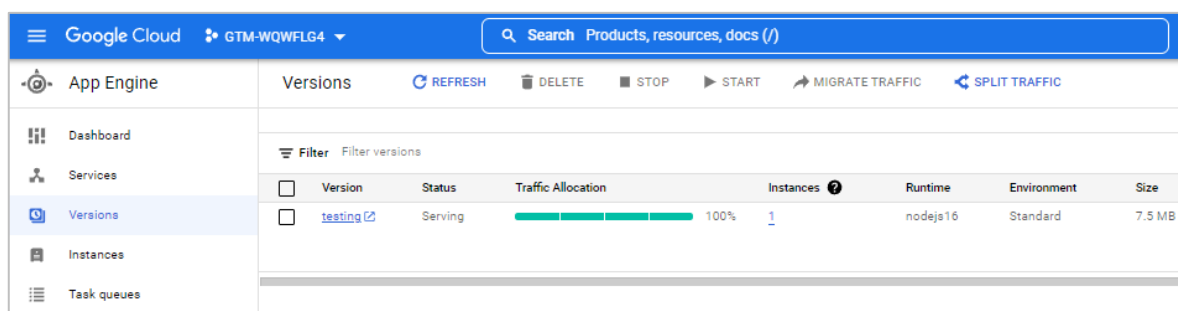 Google Cloud GTM-WQWFLG4 Search Products, resources, docs (/)
App Engine Versions REFRESH DELETE STOP START MIGRATE TRAFFIC SPLIT TRAFFIC
Dashboard
Filter Filter versions
Services
Version Status Traffic Allocation Instances ? Runtime Environment Size
Versions
testing Serving 100% 1 nodejs16 Standard 7.5 MB
Instances
Task queues